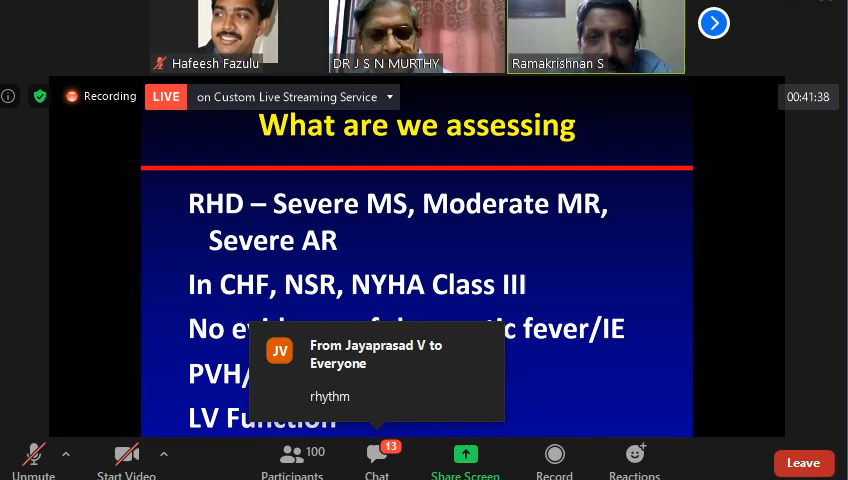 Hafeesh Fazulu
DR J S N MURTHY
Ramakrishnan S
Recording
LIVE
on Custom Live Streaming Service
00:41:38
What are we assessing
RHD – Severe MS, Moderate MR,
Severe AR
In CHF, NSR, NYHA Class III
No fever/IE
PVH/
LV Function
JV
From Jayaprasad V to
Everyone
rhythm
Unmute
Start Video
100
Participants
13
Chat
Share Screen
Record
Reactions
Leave